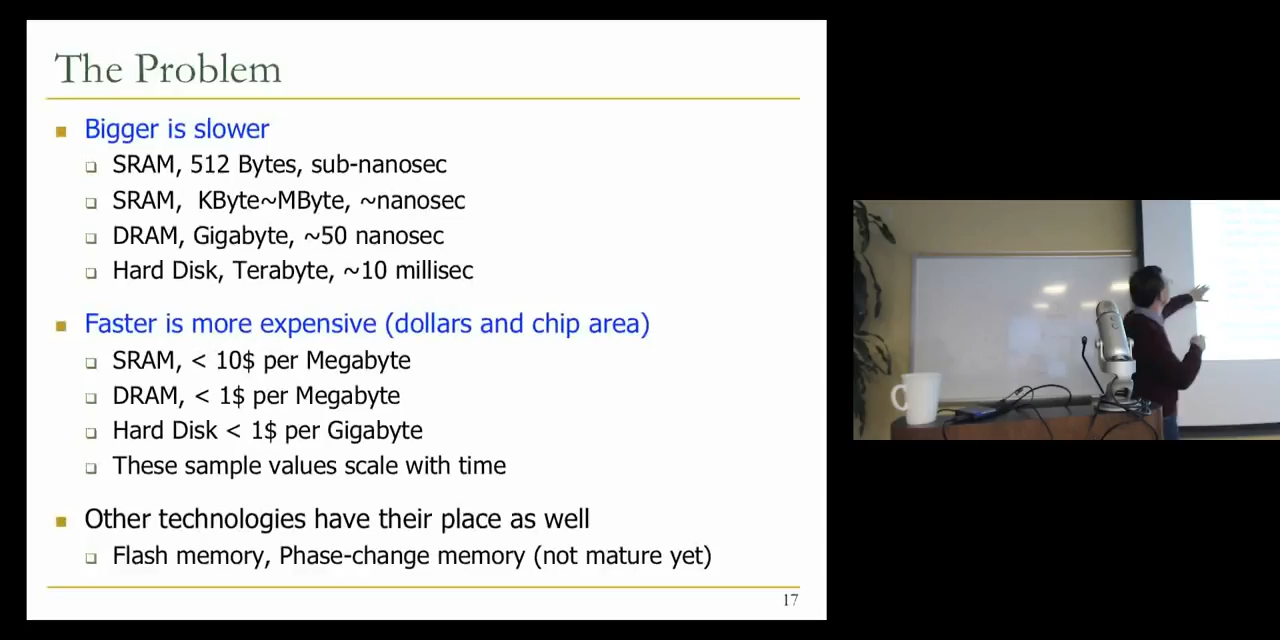 The Problem
Bigger is slower
SRAM, 512 Bytes, sub-nanosec
SRAM, KByte~MByte, ~nanosec
DRAM, Gigabyte, ~50 nanosec
Hard Disk, Terabyte, ~10 millisec
Faster is more expensive (dollars and chip area)
SRAM, < 10$ per Megabyte
DRAM, < 1$ per Megabyte
Hard Disk < 1$ per Gigabyte
These sample values scale with time
Other technologies have their place as well
Flash memory, Phase-change memory (not mature yet)
17